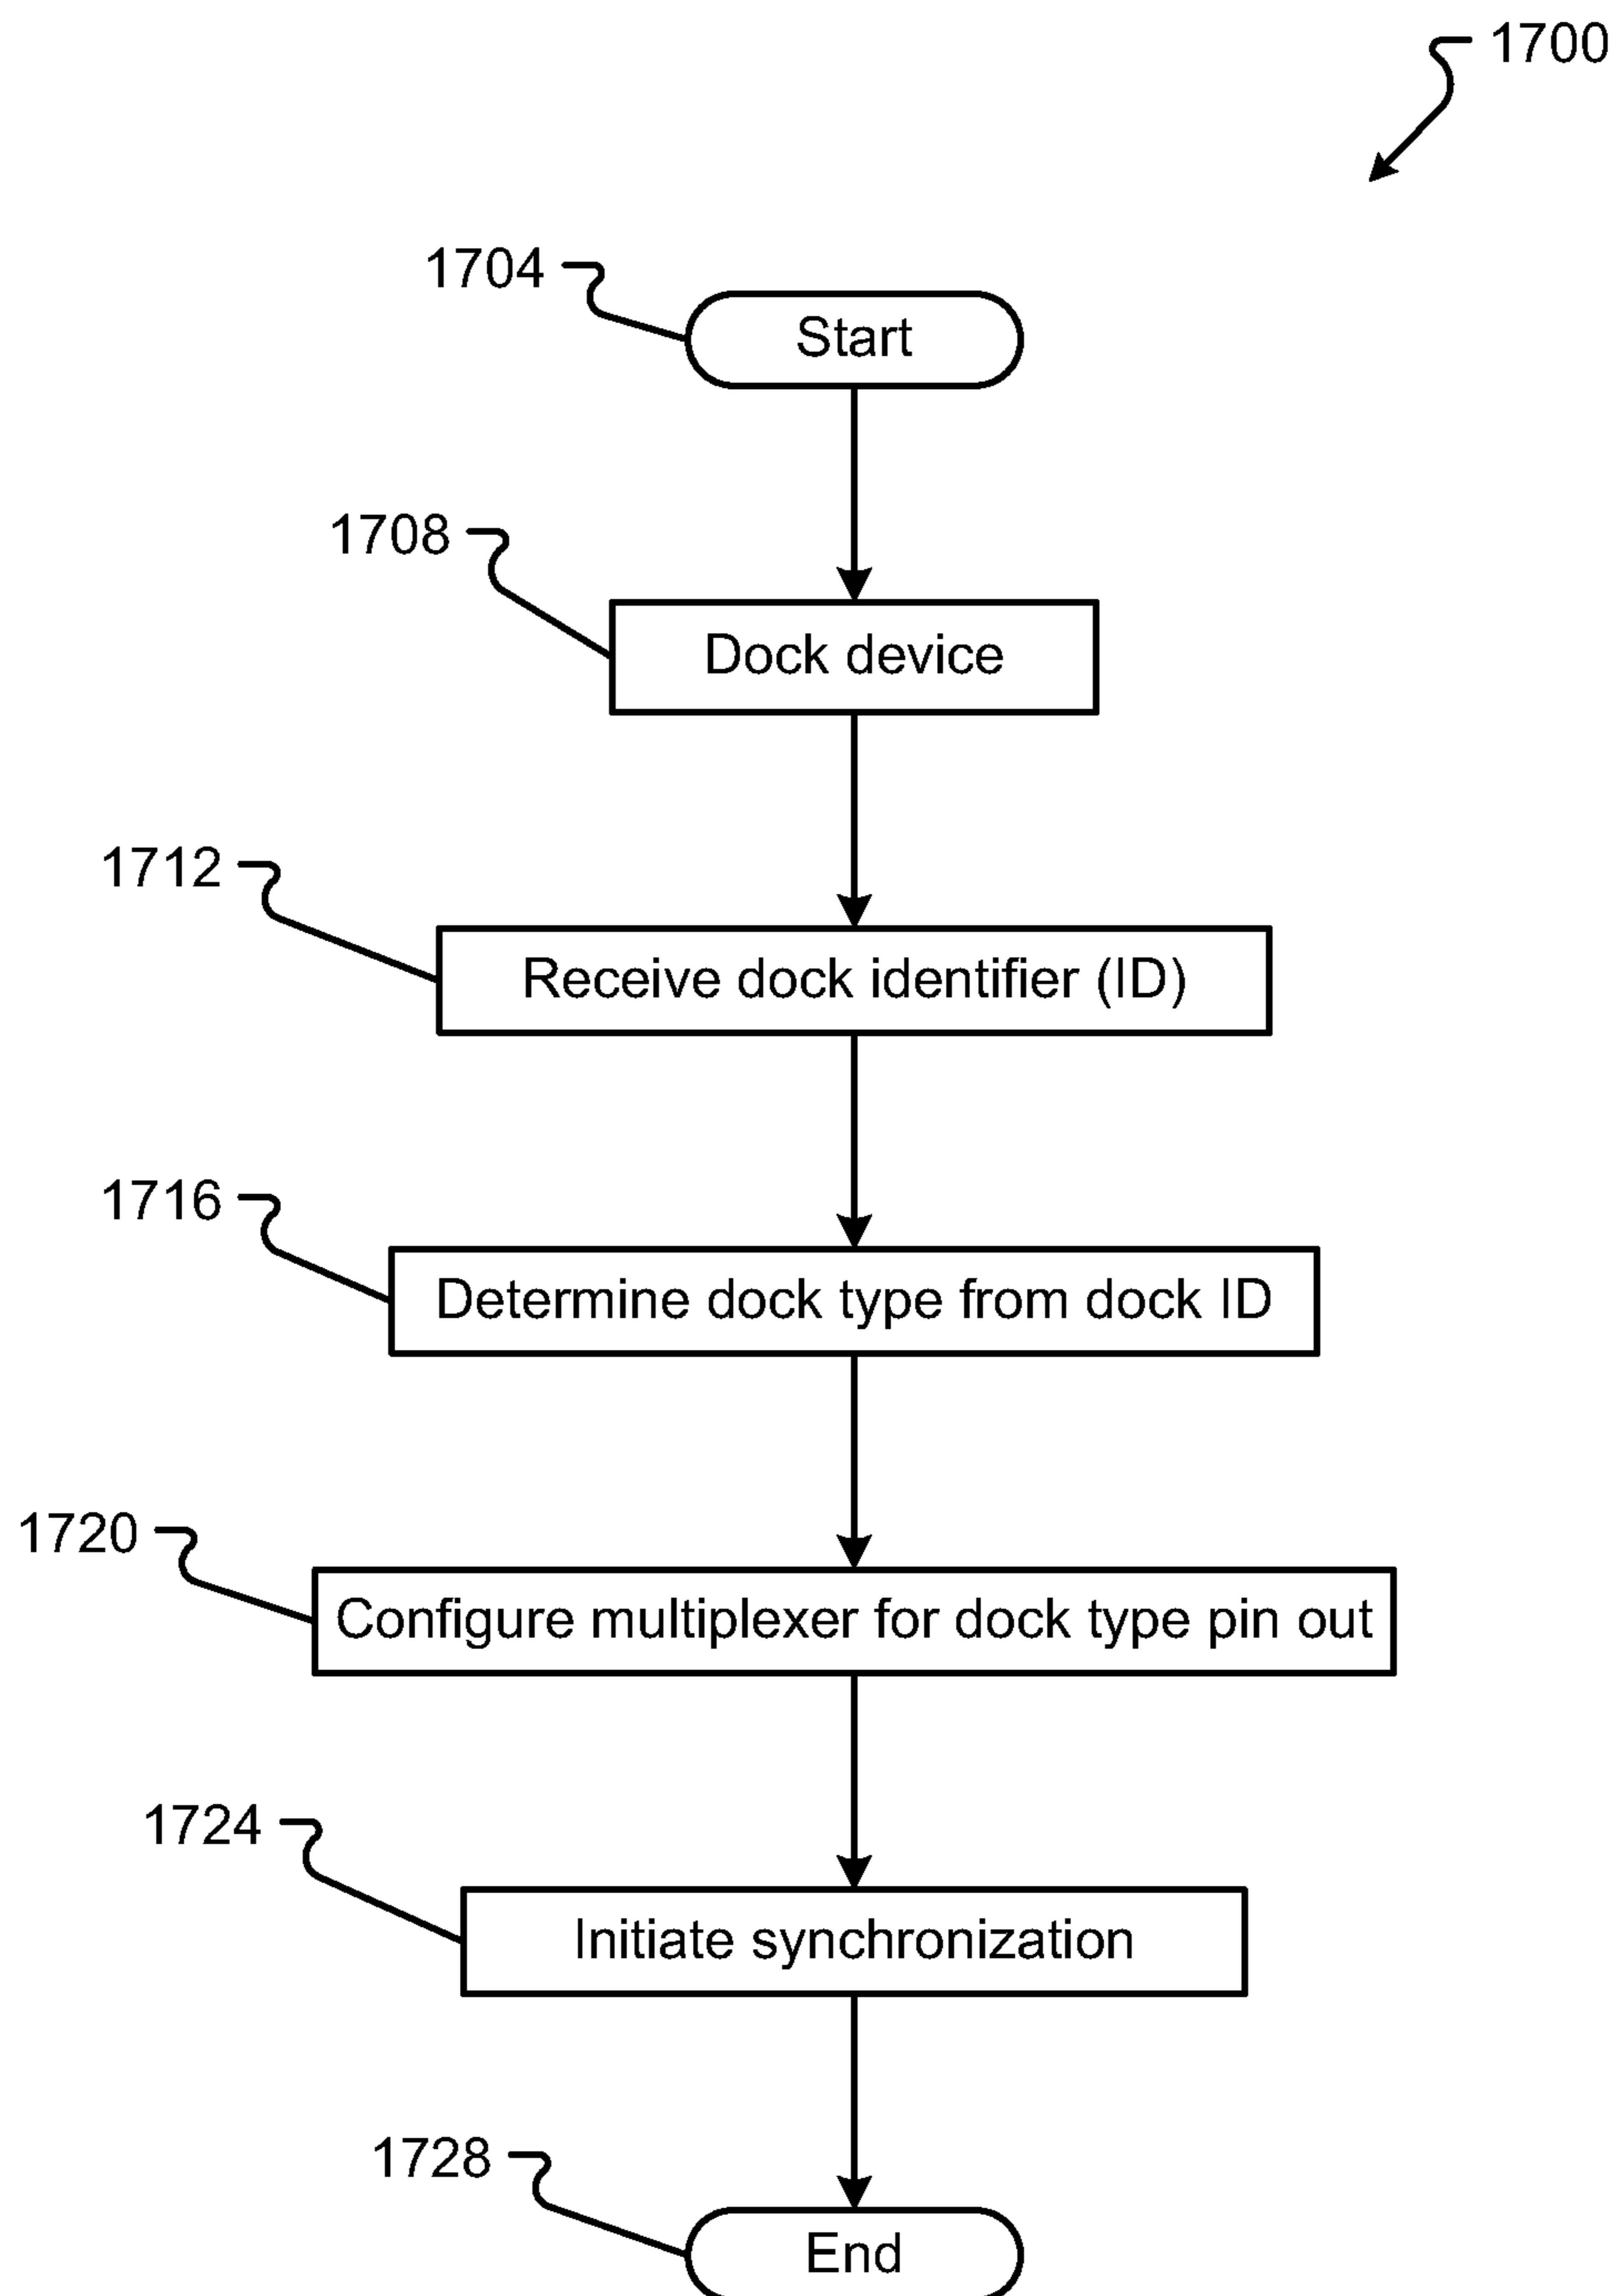 1700
1704
Start
1708
Dock device
1712
Receive dock identifier (ID)
1716
Determine dock type from dock ID
1720
Configure multiplexer for dock type pin out
1724
Initiate synchronization
1728
End